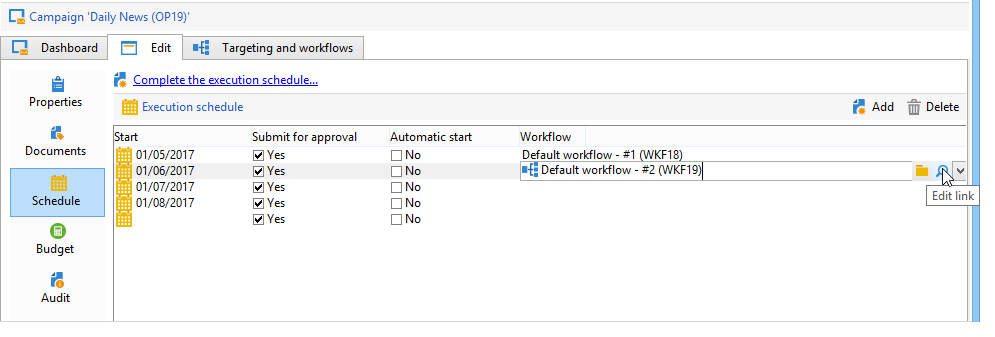 Campaign 'Daily News (OP19)'
Dashboard Edit Targeting and workflows
Properties
Documents
Schedule
Budget
Audit
Complete the execution schedule...
Execution schedule Add Delete
Start Submit for approval Automatic start Workflow
01/05/2017 Yes No Default workflow - #1 (WKF18)
01/06/2017 Yes No Default workflow - #2 (WKF19)
01/07/2017 Yes No
01/08/2017 Yes No
Yes No
Edit link